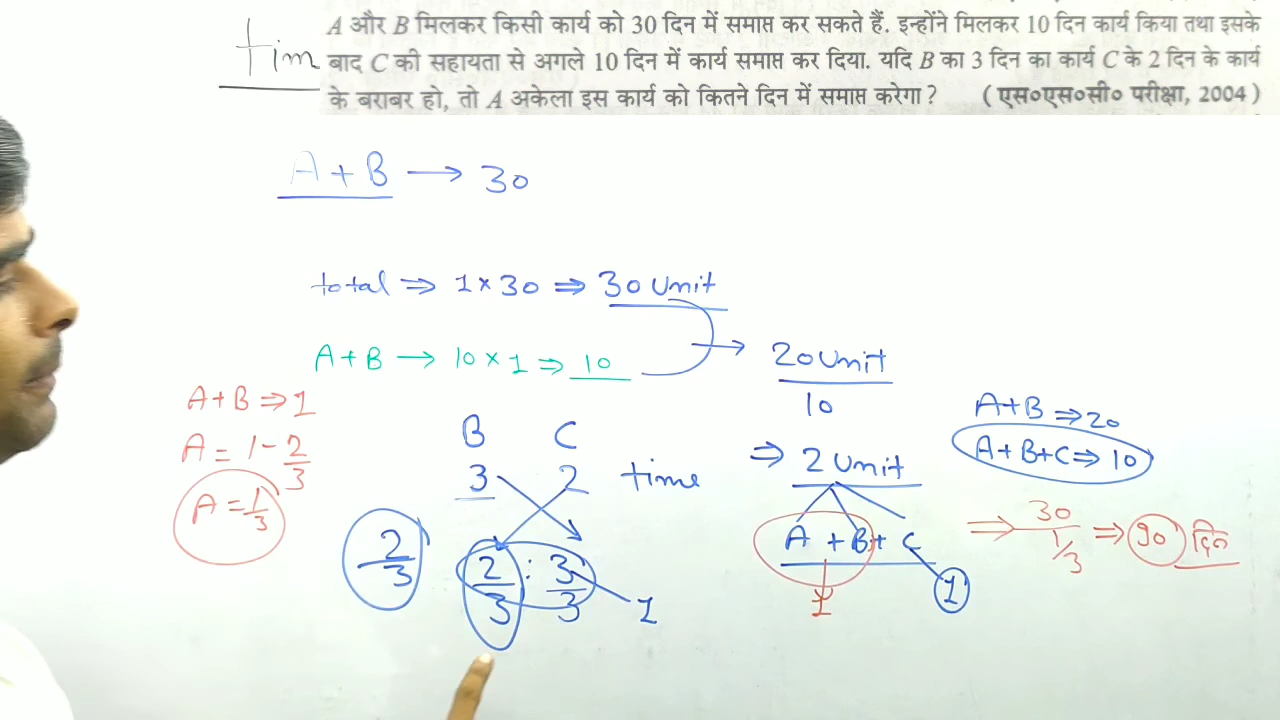 A और B मिलकर किसी कार्य को 30 दिन में समाप्त कर सकते हैं. इन्होंने मिलकर 10 दिन कार्य किया तथा इसके
बाद C की सहायता से अगले 10 दिन में कार्य समाप्त कर दिया. यदि B का 3 दिन का कार्य C के 2 दिन के कार्य
के बराबर हो, तो A अकेला इस कार्य को कितने दिन में समाप्त करेगा ? ( एस०एस०सी० परीक्षा, 2004 )
tim
A + B → 30
total ⇒ 1 × 30 ⇒ 30 Unit
A + B → 10 × 1 ⇒ 10
→ 20 Unit
10
⇒ 2 Unit
A + B + C
1
1
A+B ⇒ 1
A = 1 - 2/3
A = 1/3
B C
3 2 time
2/3
2/3 : 3/3
1
A+B ⇒ 20
A+B+C ⇒ 10
⇒ 30 / 1/3 ⇒ 90 दिन